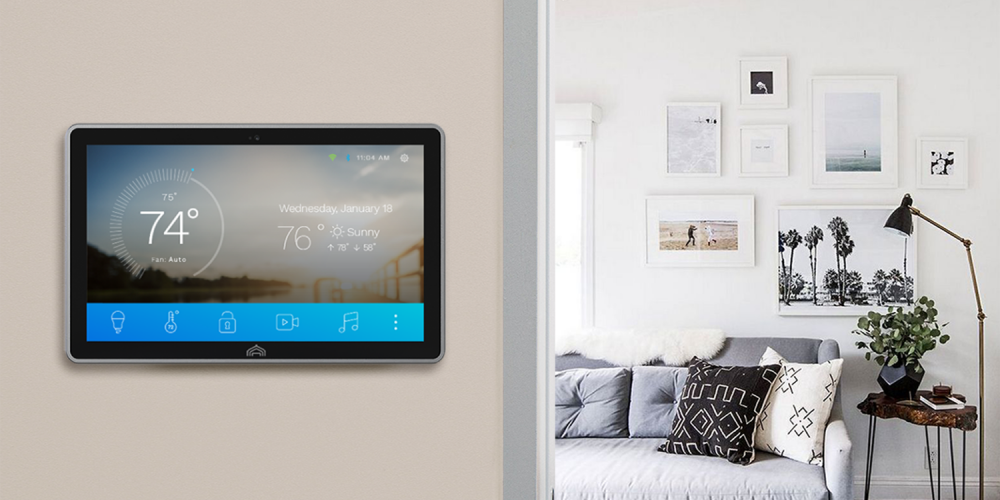 11:04 AM
75°
74°
Fan: Auto
Wednesday, January 18
76° Sunny
↑ 78° ↓ 58°